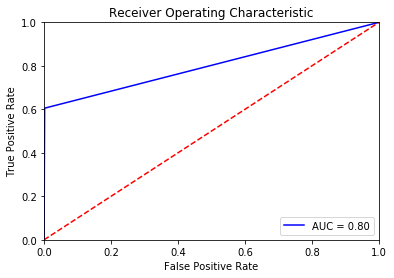 Receiver Operating Characteristic
True Positive Rate
1.0
0.8
0.6
0.4
0.2
0.0
AUC = 0.80
0.0 0.2 0.4 0.6 0.8 1.0
False Positive Rate